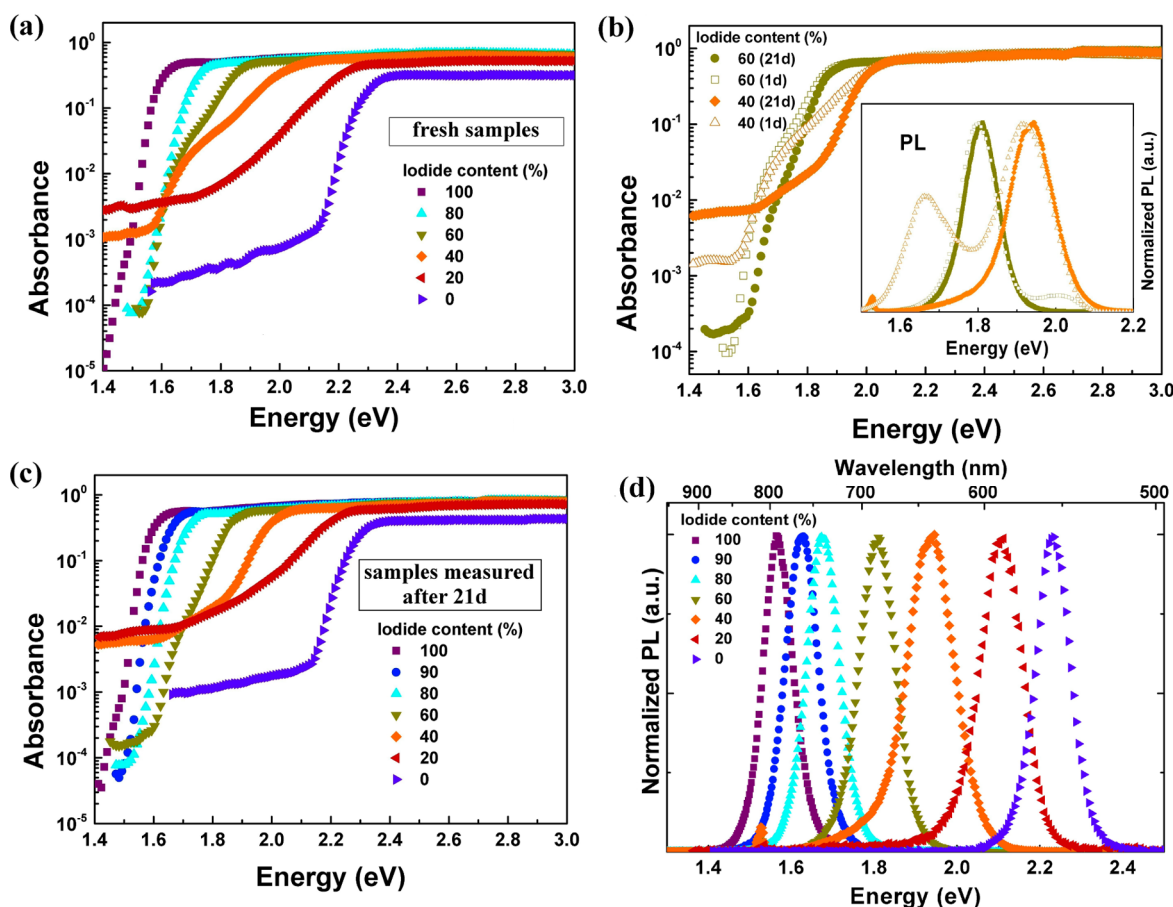 (a)
Absorbance
10^0
10^-1
10^-2
10^-3
10^-4
10^-5
fresh samples
Iodide content (%)
100
80
60
40
20
0
1.4 1.6 1.8 2.0 2.2 2.4 2.6 2.8 3.0
Energy (eV)
(b)
Absorbance
10^0
10^-1
10^-2
10^-3
10^-4
Iodide content (%)
60 (21d)
60 (1d)
40 (21d)
40 (1d)
PL
Normalized PL (a.u.)
1.6 1.8 2.0 2.2
Energy (eV)
1.4 1.6 1.8 2.0 2.2 2.4 2.6 2.8 3.0
Energy (eV)
(c)
Absorbance
10^0
10^-1
10^-2
10^-3
10^-4
10^-5
samples measured
after 21d
Iodide content (%)
100
90
80
60
40
20
0
1.4 1.6 1.8 2.0 2.2 2.4 2.6 2.8 3.0
Energy (eV)
Wavelength (nm)
900 800 700 600 500
(d)
Normalized PL (a.u.)
Iodide content (%)
100
90
80
60
40
20
0
1.4 1.6 1.8 2.0 2.2 2.4
Energy (eV)